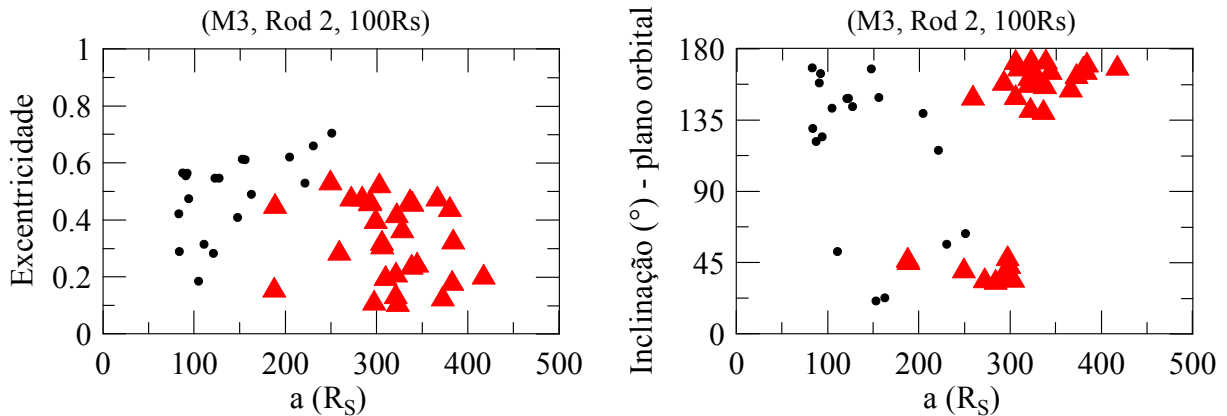 (M3, Rod 2, 100Rs)
1
0.8
0.6
0.4
0.2
0
Excentricidade
0 100 200 300 400 500
a (R_S)
(M3, Rod 2, 100Rs)
180
135
90
45
0
Inclinação (°) - plano orbital
0 100 200 300 400 500
a (R_S)